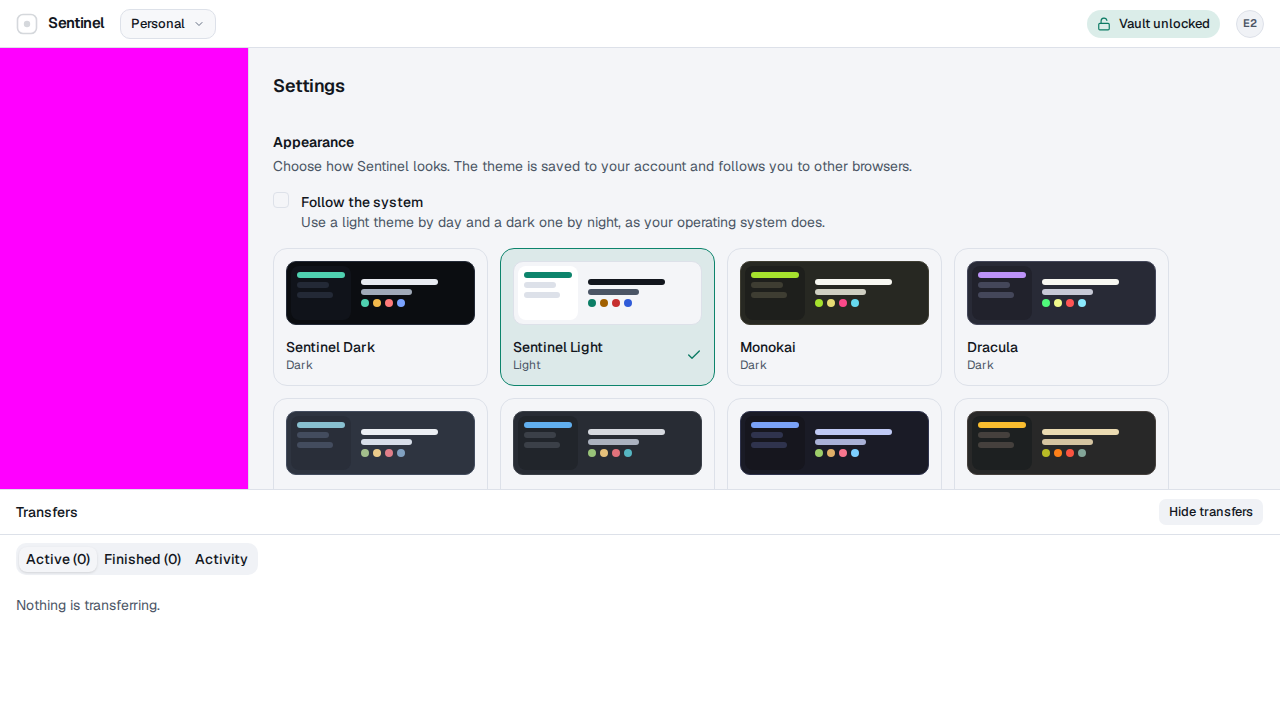 Sentinel
Personal
Vault unlocked
E2
Settings
Appearance
Choose how Sentinel looks. The theme is saved to your account and follows you to other browsers.
Follow the system
Use a light theme by day and a dark one by night, as your operating system does.
Sentinel Dark
Dark
Sentinel Light
Light
Monokai
Dark
Dracula
Dark
Transfers
Hide transfers
Active (0)
Finished (0)
Activity
Nothing is transferring.